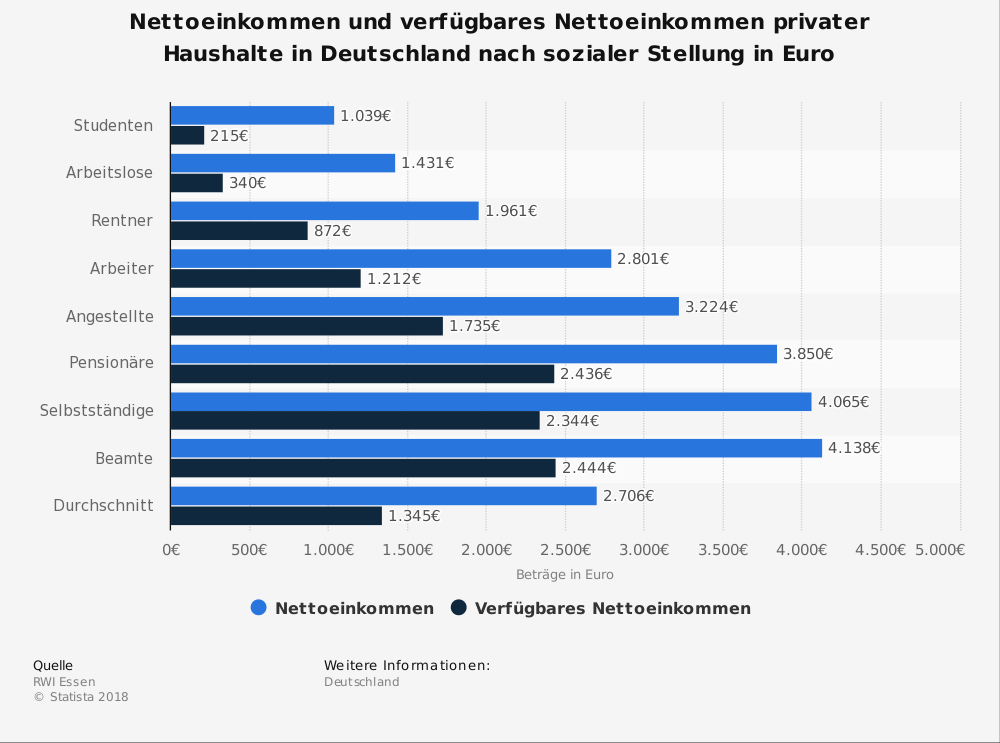 Nettoeinkommen und verfügbares Nettoeinkommen privater
Haushalte in Deutschland nach sozialer Stellung in Euro
Studenten
1.039€
215€
Arbeitslose
1.431€
340€
Rentner
1.961€
872€
Arbeiter
2.801€
1.212€
Angestellte
3.224€
1.735€
Pensionäre
3.850€
2.436€
Selbstständige
4.065€
2.344€
Beamte
4.138€
2.444€
Durchschnitt
2.706€
1.345€
0€ 500€ 1.000€ 1.500€ 2.000€ 2.500€ 3.000€ 3.500€ 4.000€ 4.500€ 5.000€
Beträge in Euro
Nettoeinkommen Verfügbares Nettoeinkommen
Quelle
RWI Essen
© Statista 2018
Weitere Informationen:
Deutschland